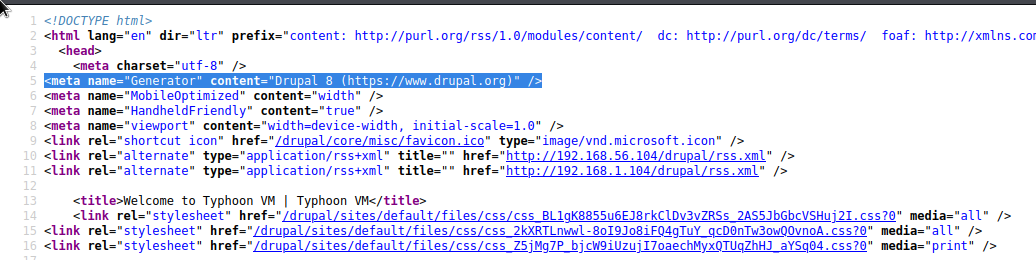 1 <!DOCTYPE html>
2 <html lang="en" dir="ltr" prefix="content: http://purl.org/rss/1.0/modules/content/  dc: http://purl.org/dc/terms/  foaf: http://xmlns.com
3 <head>
4 <meta charset="utf-8" />
5 <meta name="Generator" content="Drupal 8 (https://www.drupal.org)" />
6 <meta name="MobileOptimized" content="width" />
7 <meta name="HandheldFriendly" content="true" />
8 <meta name="viewport" content="width=device-width, initial-scale=1.0" />
9 <link rel="shortcut icon" href="/drupal/core/misc/favicon.ico" type="image/vnd.microsoft.icon" />
10 <link rel="alternate" type="application/rss+xml" title="" href="http://192.168.56.104/drupal/rss.xml" />
11 <link rel="alternate" type="application/rss+xml" title="" href="http://192.168.1.104/drupal/rss.xml" />
12
13 <title>Welcome to Typhoon VM | Typhoon VM</title>
14 <link rel="stylesheet" href="/drupal/sites/default/files/css/css_BL1gK8855u6EJ8rkClDv3vZRSs_2AS5JbGbcVSHuj2I.css?0" media="all" />
15 <link rel="stylesheet" href="/drupal/sites/default/files/css/css_2kXRTLnwwl-8oI9Jo8iFQ4gTuY_qcD0nTw3owQOvnoA.css?0" media="all" />
16 <link rel="stylesheet" href="/drupal/sites/default/files/css/css_Z5jMg7P_bjcW9iUzujI7oaechMyxQTUqZhHJ_aYSq04.css?0" media="print" />